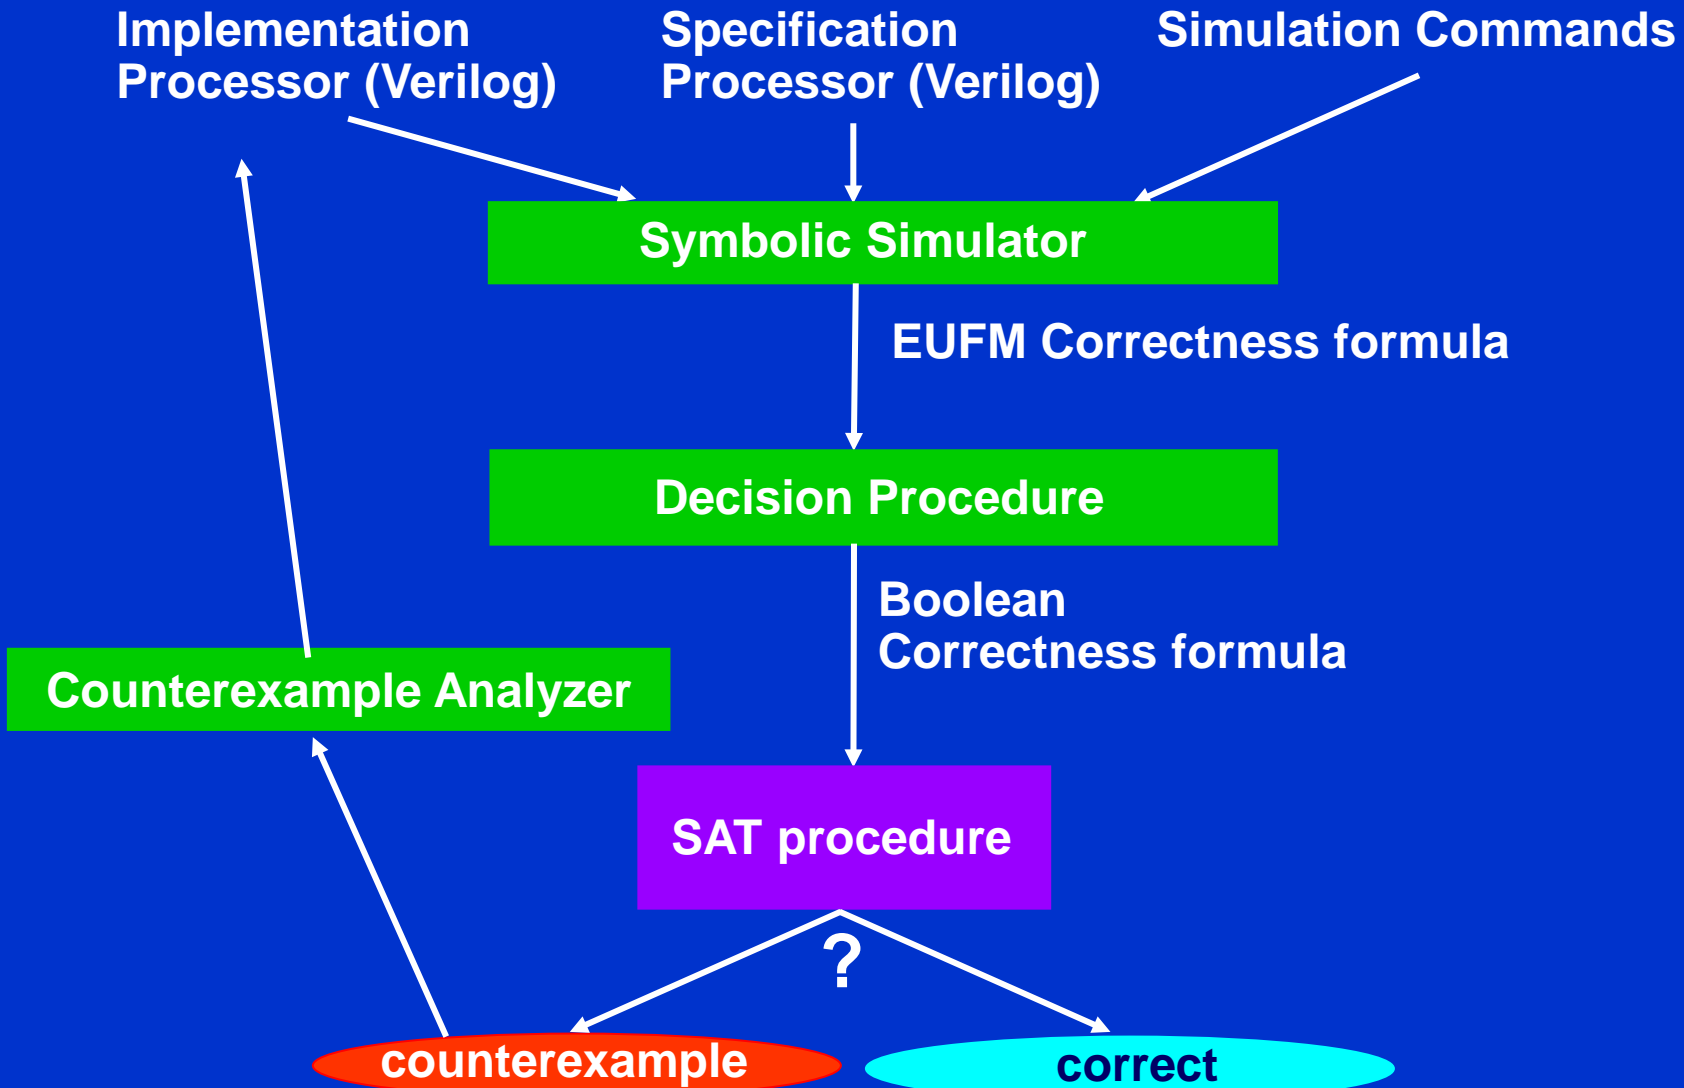 Implementation
Processor (Verilog)
Specification
Processor (Verilog)
Simulation Commands
Symbolic Simulator
EUFM Correctness formula
Decision Procedure
Boolean
Correctness formula
Counterexample Analyzer
SAT procedure
?
counterexample
correct